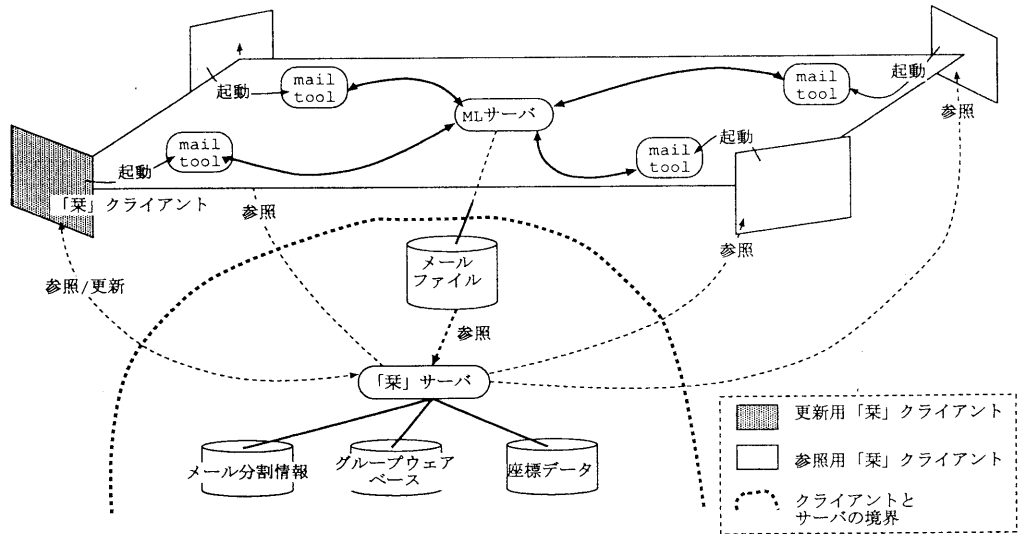 起動
mail
tool
MLサーバ
mail
tool
起動
参照
mail
tool
起動
mail
tool
起動
「栞」クライアント
参照
参照
参照/更新
メール
ファイル
参照
「栞」サーバ
メール分割情報
グループウェア
ベース
座標データ
更新用「栞」クライアント
参照用「栞」クライアント
クライアントと
サーバの境界